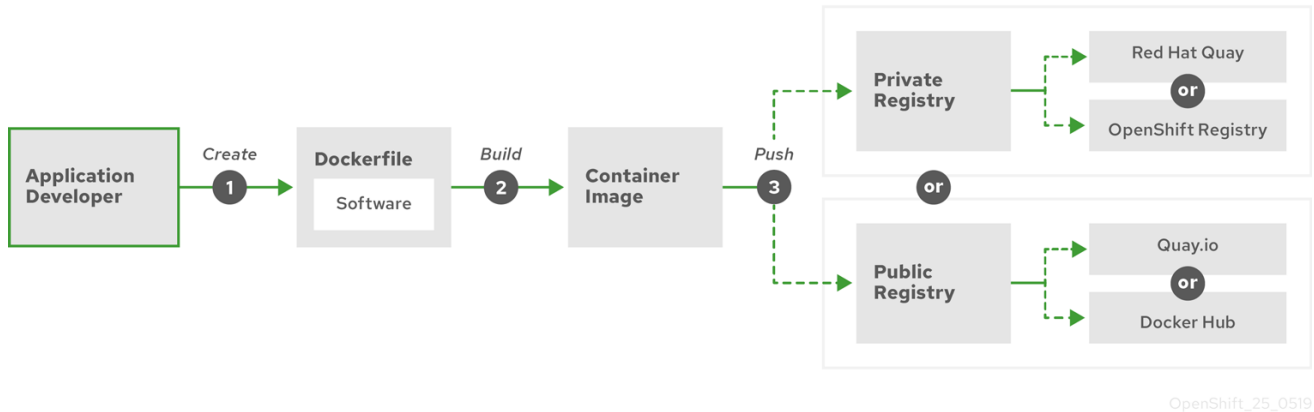 Application
Developer
Create
1
Dockerfile
Software
Build
2
Container
Image
Push
3
Private
Registry
Red Hat Quay
or
OpenShift Registry
or
Public
Registry
Quay.io
or
Docker Hub
OpenShift_25_0519